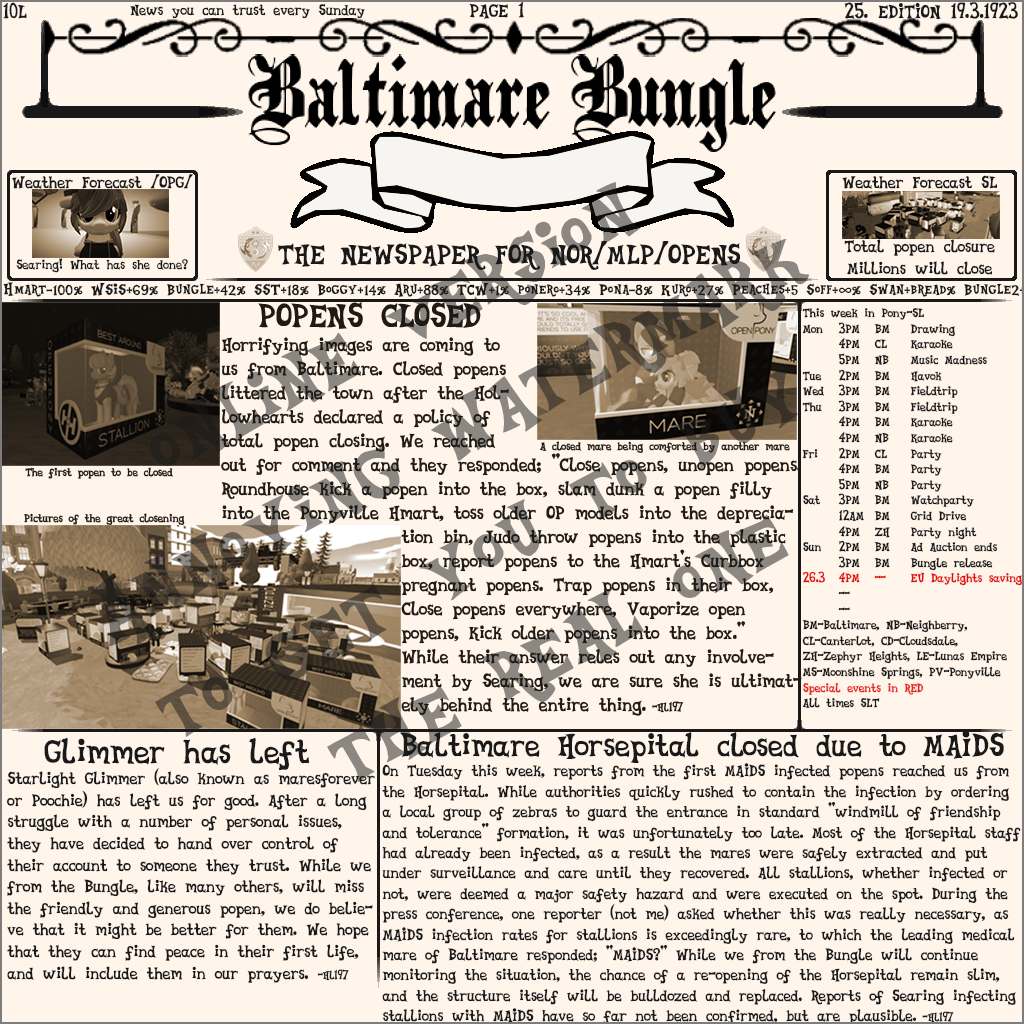 10L News you can trust every Sunday PAGE 1 25. EDITION 19.3.1923
Baltimare Bungle
Weather Forecast /OPG/
Searing! What has she done?
THE NEWSPAPER FOR NOR/MLP/OPENS
Weather Forecast SL
Total popen closure
Millions will close
HMART-100% WSIS+69% BUNGLE+42% SST+18% BOGGY+14% ARU+88% TCW+1% PONERO+34% PONA-8% KURO+27% PEACHES+5 SOFF+∞% SWAN+BREAD% BUNGLE2-
BEST AROUND
STALLION
The first popen to be closed
Pictures of the great closening
POPENS CLOSED
Horrifying images are coming to
us from Baltimare. Closed popens
littered the town after the Hol-
lowhearts declared a policy of
total popen closing. We reached
out for comment and they responded; "Close popens, unopen popens
Roundhouse kick a popen into the box, slam dunk a popen filly
into the Ponyville Hmart, toss older OP models into the deprecia-
tion bin, judo throw popens into the plastic
box, report popens to the Hmart's Curbbox
pregnant popens. Trap popens in their box,
Close popens everywhere, Vaporize open
popens, Kick older popens into the box."
While their answer reles out any involve-
ment by Searing, we are sure she is ultimat-
ely behind the entire thing. -AL197
OPEN PONY
MARE
A closed mare being comforted by another mare
This week in Pony-SL
Mon 3PM BM Drawing
4PM CL Karaoke
5PM NB Music Madness
Tue 2PM BM Havok
Wed 3PM BM Fieldtrip
Thu 3PM BM Fieldtrip
4PM BM Karaoke
4PM NB Karaoke
Fri 2PM CL Party
4PM BM Party
5PM NB Party
Sat 3PM BM Watchparty
12AM BM Grid Drive
4PM ZH Party night
Sun 2PM BM Ad Auction ends
3PM BM Bungle release
26.3 4PM -- EU Daylights saving
--
--
BM-Baltimare, NB-Neighberry,
CL-Canterlot, CD-Cloudsdale,
ZH-Zephyr Heights, LE-Lunas Empire
MS-Moonshine Springs, PV-Ponyville
Special events in RED
All times SLT
Glimmer has left
Starlight Glimmer (also known as maresforever
or Poochie) has left us for good. After a long
struggle with a number of personal issues,
they have decided to hand over control of
their account to someone they trust. While we
from the Bungle, like many others, will miss
the friendly and generous popen, we do belie-
ve that it might be better for them. We hope
that they can find peace in their first life,
and will include them in our prayers. -AL197
Baltimare Horsepital closed due to MAiDS
On Tuesday this week, reports from the first MAiDS infected popens reached us from
the Horsepital. While authorities quickly rushed to contain the infection by ordering
a local group of zebras to guard the entrance in standard "windmill of friendship
and tolerance" formation, it was unfortunately too late. Most of the Horsepital staff
had already been infected, as a result the mares were safely extracted and put
under surveillance and care until they recovered. All stallions, whether infected or
not, were deemed a major safety hazard and were executed on the spot. During the
press conference, one reporter (not me) asked whether this was really necessary, as
MAiDS infection rates for stallions is exceedingly rare, to which the leading medical
mare of Baltimare responded; "MAiDS?" While we from the Bungle will continue
monitoring the situation, the chance of a re-opening of the Horsepital remain slim,
and the structure itself will be bulldozed and replaced. Reports of Searing infecting
stallions with MAiDS have so far not been confirmed, but are plausible. -AL197
ONLINE VERSION
ANNOYING WATERMARK
TO GET YOU TO BUY
THE REAL ONE